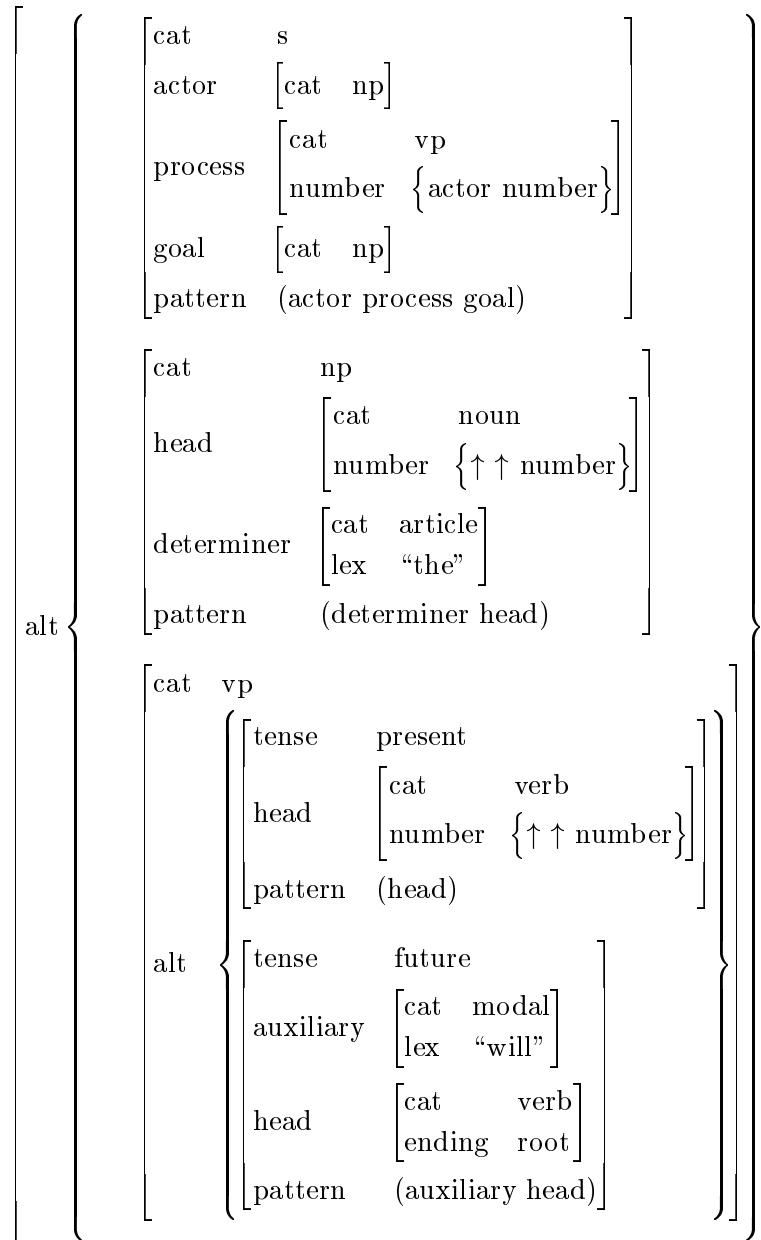 cat s
actor [cat np]
process [cat vp
number {actor number}]
goal [cat np]
pattern (actor process goal)
cat np
head [cat noun
number {↑ ↑ number}]
determiner [cat article
lex “the”]
pattern (determiner head)
alt
cat vp
tense present
head [cat verb
number {↑ ↑ number}]
pattern (head)
alt
tense future
auxiliary [cat modal
lex “will”]
head [cat verb
ending root]
pattern (auxiliary head)